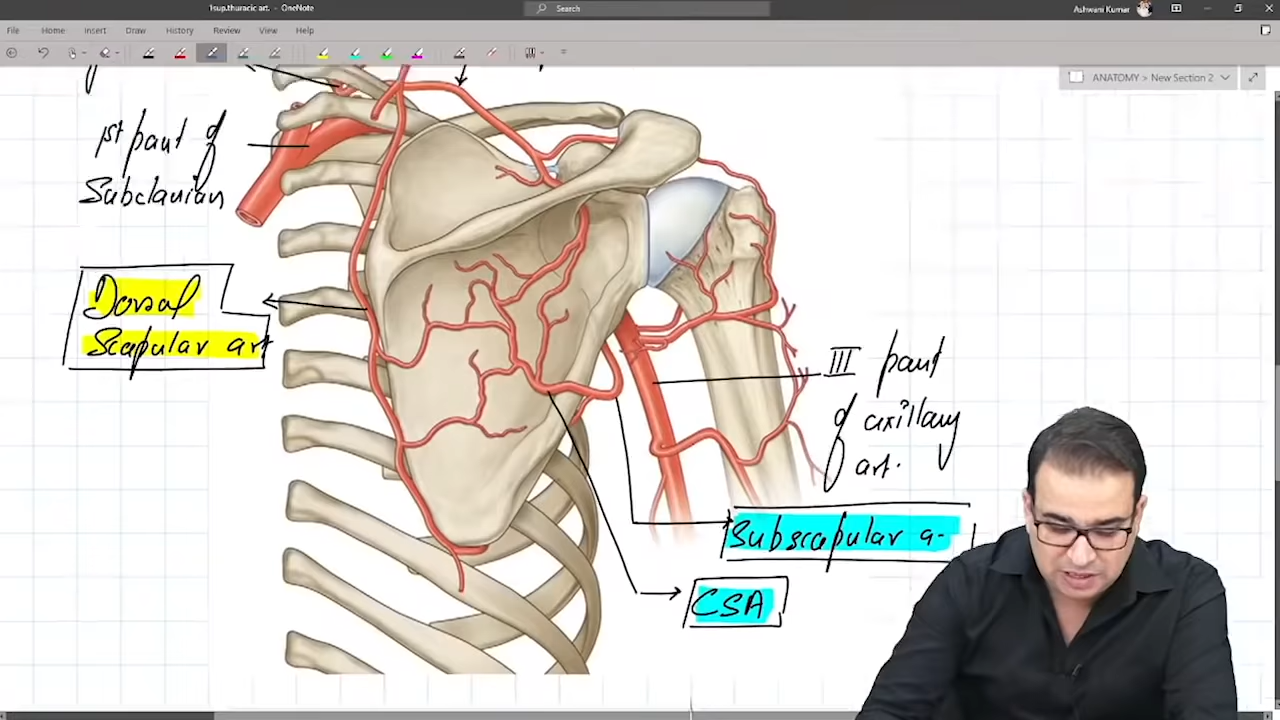 1sup.thoracic art. - OneNote
Search
Ashwani Kumar
File Home Insert Draw History Review View Help
ANATOMY > New Section 2
1st part of
Subclavian
Dorsal
Scapular art
III part
of axillary
art.
Subscapular a.
CSA